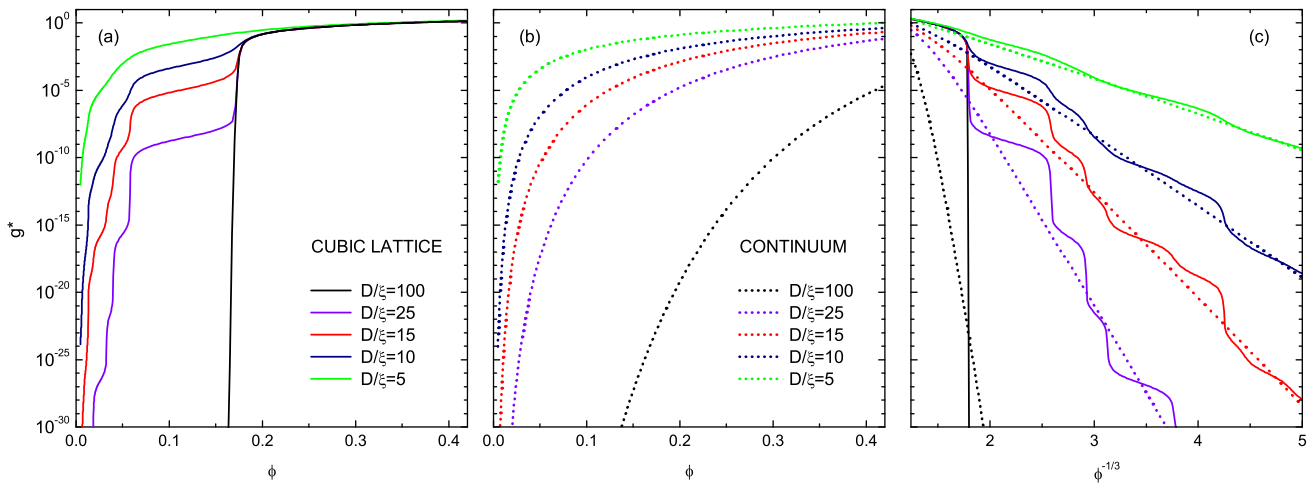 (a)
10^0
10^-5
10^-10
10^-15
10^-20
10^-25
10^-30
g*
CUBIC LATTICE
D/ξ=100
D/ξ=25
D/ξ=15
D/ξ=10
D/ξ=5
0.0 0.1 0.2 0.3 0.4
ϕ
(b)
CONTINUUM
D/ξ=100
D/ξ=25
D/ξ=15
D/ξ=10
D/ξ=5
0.0 0.1 0.2 0.3 0.4
ϕ
(c)
2 3 4 5
ϕ^-1/3